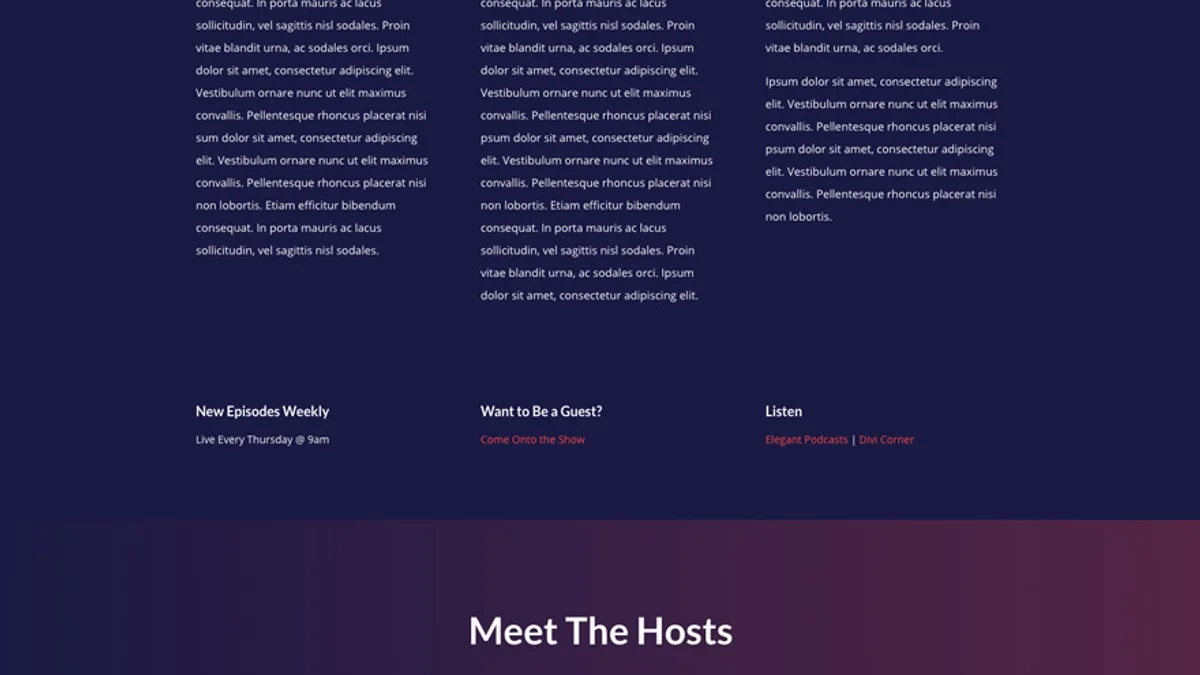 consequat. In porta mauris ac lacus
sollicitudin, vel sagittis nisl sodales. Proin
vitae blandit urna, ac sodales orci. Ipsum
dolor sit amet, consectetur adipiscing elit.
Vestibulum ornare nunc ut elit maximus
convallis. Pellentesque rhoncus placerat nisi
sum dolor sit amet, consectetur adipiscing
elit. Vestibulum ornare nunc ut elit maximus
convallis. Pellentesque rhoncus placerat nisi
non lobortis. Etiam efficitur bibendum
consequat. In porta mauris ac lacus
sollicitudin, vel sagittis nisl sodales.
consequat. In porta mauris ac lacus
sollicitudin, vel sagittis nisl sodales. Proin
vitae blandit urna, ac sodales orci. Ipsum
dolor sit amet, consectetur adipiscing elit.
Vestibulum ornare nunc ut elit maximus
convallis. Pellentesque rhoncus placerat nisi
psum dolor sit amet, consectetur adipiscing
elit. Vestibulum ornare nunc ut elit maximus
convallis. Pellentesque rhoncus placerat nisi
non lobortis. Etiam efficitur bibendum
consequat. In porta mauris ac lacus
sollicitudin, vel sagittis nisl sodales. Proin
vitae blandit urna, ac sodales orci. Ipsum
dolor sit amet, consectetur adipiscing elit.
consequat. In porta mauris ac lacus
sollicitudin, vel sagittis nisl sodales. Proin
vitae blandit urna, ac sodales orci.
Ipsum dolor sit amet, consectetur adipiscing
elit. Vestibulum ornare nunc ut elit maximus
convallis. Pellentesque rhoncus placerat nisi
psum dolor sit amet, consectetur adipiscing
elit. Vestibulum ornare nunc ut elit maximus
convallis. Pellentesque rhoncus placerat nisi
non lobortis.
New Episodes Weekly
Live Every Thursday @ 9am
Want to Be a Guest?
Come Onto the Show
Listen
Elegant Podcasts | Divi Corner
Meet The Hosts